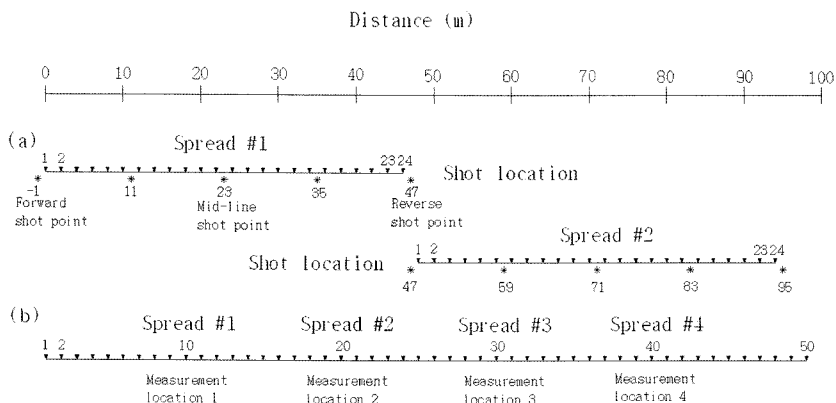 Distance (m)
0 10 20 30 40 50 60 70 80 90 100
(a)
Spread #1
1 2 23 24
Shot location
-1 11 23 35 47
Forward shot point
Mid-line shot point
Reverse shot point
Spread #2
1 2 23 24
Shot location
47 59 71 83 95
(b)
Spread #1 Spread #2 Spread #3 Spread #4
1 2 10 20 30 40 50
Measurement location 1
Measurement location 2
Measurement location 3
Measurement location 4